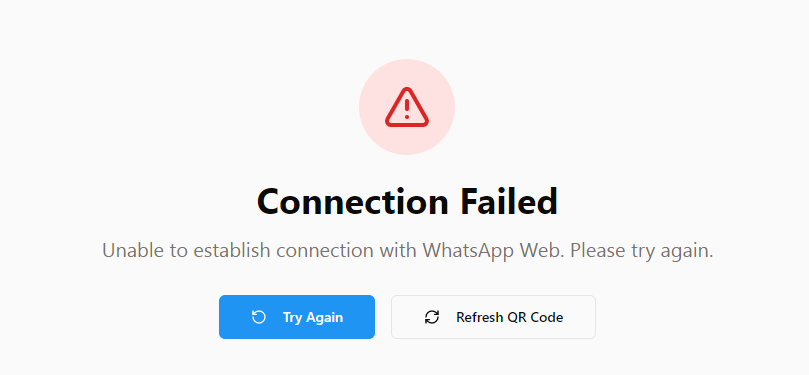 Connection Failed
Unable to establish connection with WhatsApp Web. Please try again.
Try Again
Refresh QR Code